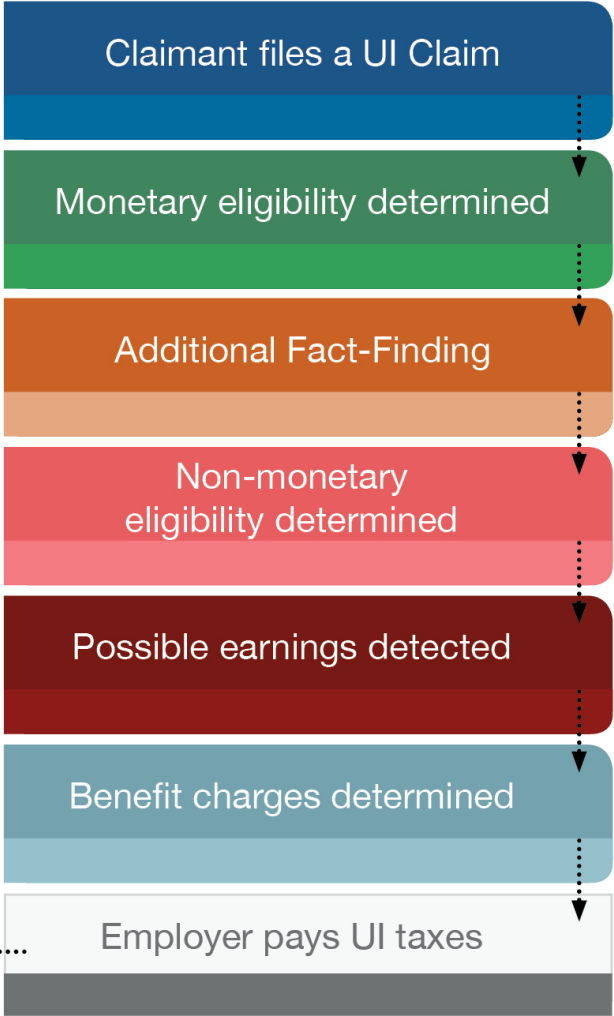 Claimant files a UI Claim
Monetary eligibility determined
Additional Fact-Finding
Non-monetary
eligibility determined
Possible earnings detected
Benefit charges determined
Employer pays UI taxes